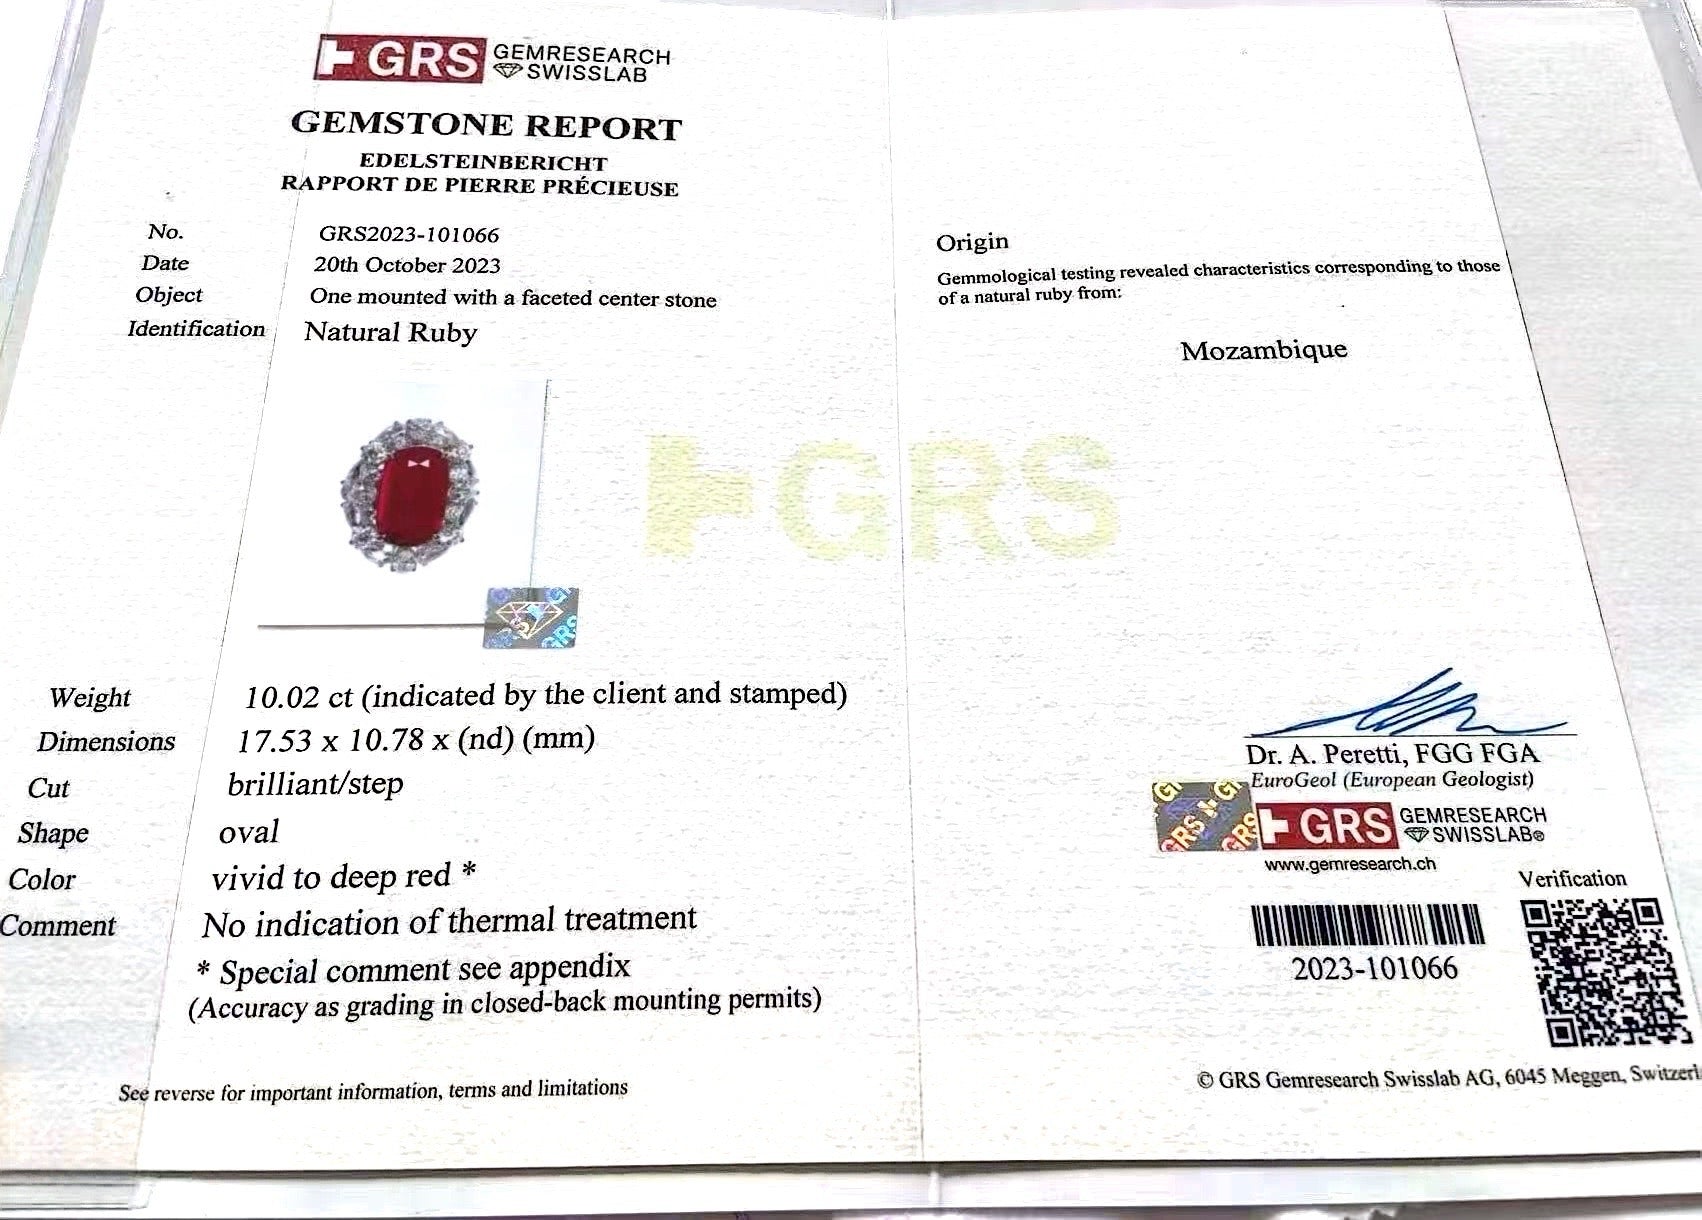 GRS GEMRESEARCH
SWISSLAB
GEMSTONE REPORT
EDELSTEINBERICHT
RAPPORT DE PIERRE PRÉCIEUSE
No. GRS2023-101066
Date 20th October 2023
Object One mounted with a faceted center stone
Identification Natural Ruby
GRS
GRS
Weight 10.02 ct (indicated by the client and stamped)
Dimensions 17.53 x 10.78 x (nd) (mm)
Cut brilliant/step
Shape oval
Color vivid to deep red *
Comment No indication of thermal treatment
* Special comment see appendix
(Accuracy as grading in closed-back mounting permits)
See reverse for important information, terms and limitations
Origin
Gemmological testing revealed characteristics corresponding to those
of a natural ruby from:
Mozambique
Dr. A. Peretti, FGG FGA
EuroGeol (European Geologist)
GRS GRS
GRS GEMRESEARCH
SWISSLAB®
www.gemresearch.ch
Verification
2023-101066
© GRS Gemresearch Swisslab AG, 6045 Meggen, Switzerl